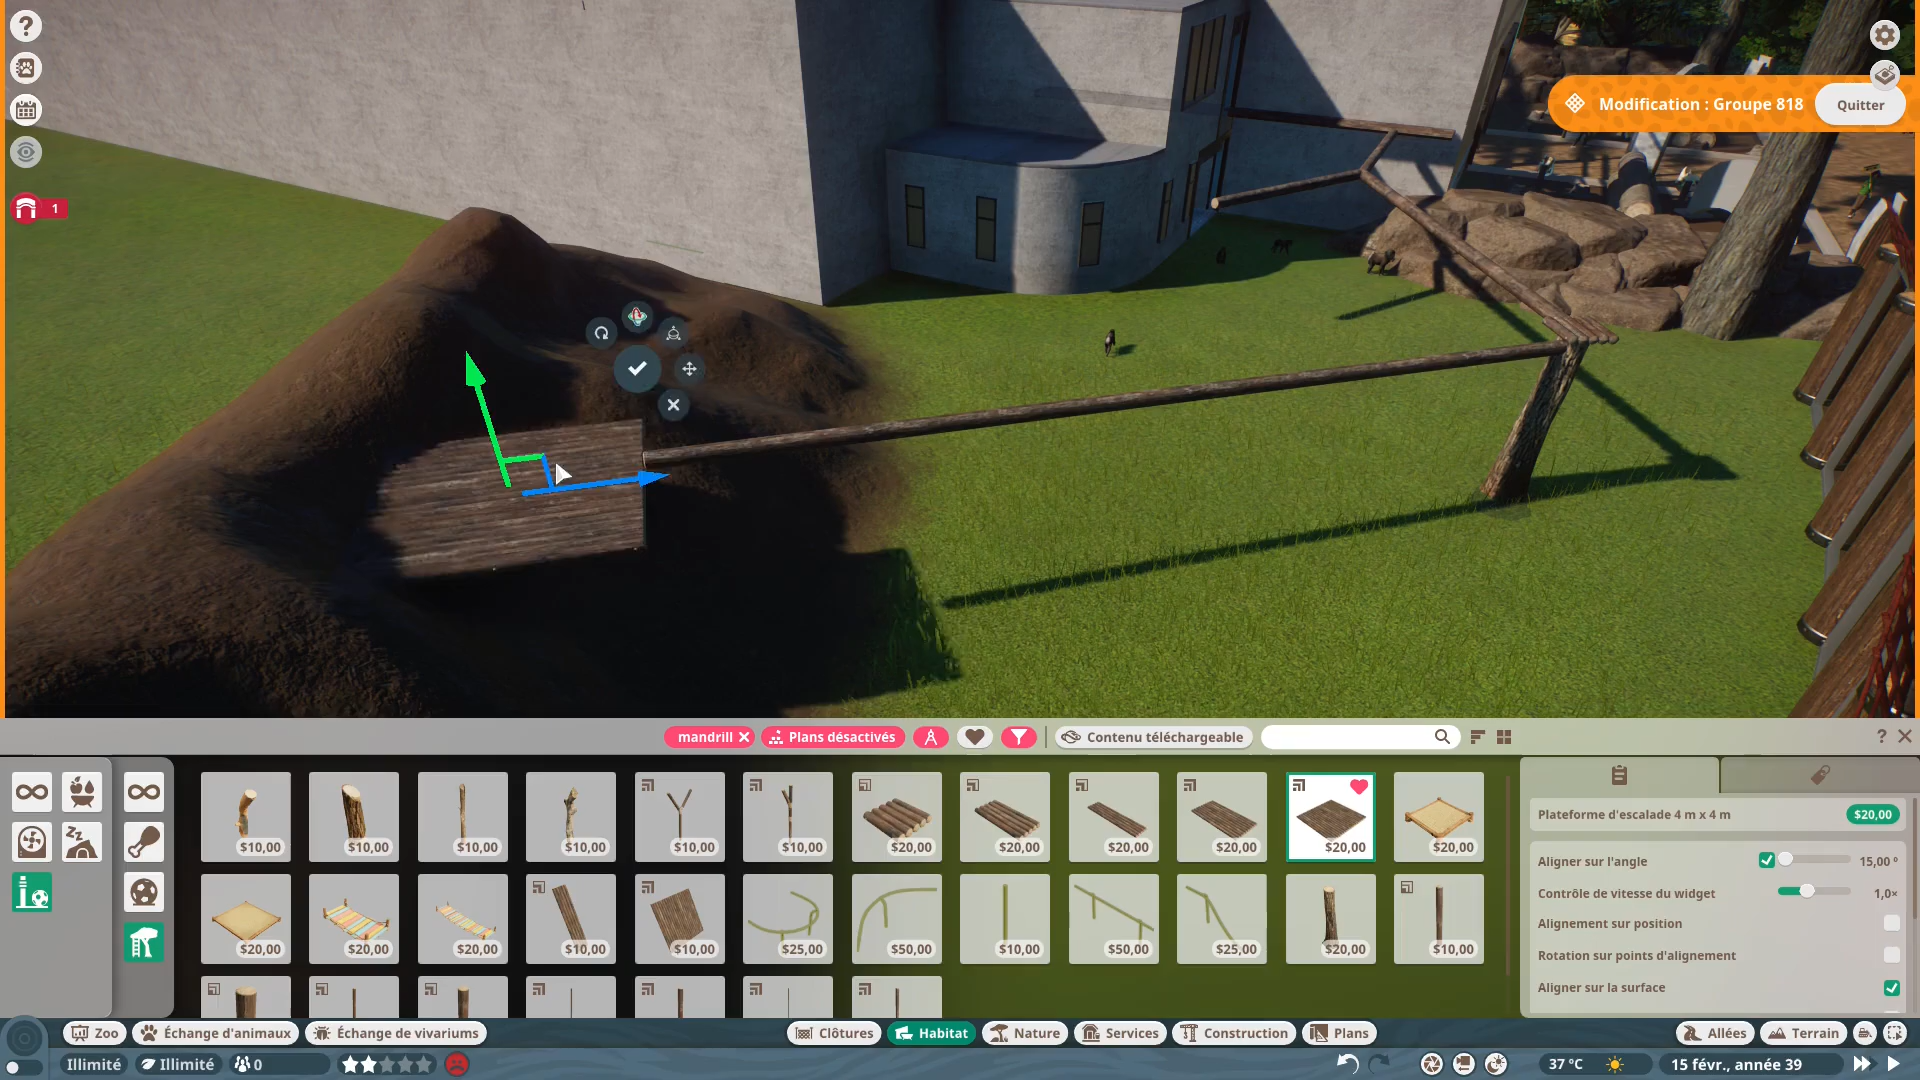 ?
Modification : Groupe 818
Quitter
1
mandrill
Plans désactivés
Contenu téléchargeable
?
$10,00
$10,00
$10,00
$10,00
$10,00
$10,00
$20,00
$20,00
$20,00
$20,00
$20,00
$20,00
$20,00
$20,00
$20,00
$10,00
$10,00
$25,00
$50,00
$10,00
$50,00
$25,00
$20,00
$10,00
Plateforme d'escalade 4 m x 4 m
$20,00
Aligner sur l'angle
15,00 °
Contrôle de vitesse du widget
1,0×
Alignement sur position
Rotation sur points d'alignement
Aligner sur la surface
Zoo
Échange d'animaux
Échange de vivariums
Clôtures
Habitat
Nature
Services
Construction
Plans
Allées
Terrain
Illimité
Illimité
0
37 °C
15 févr., année 39